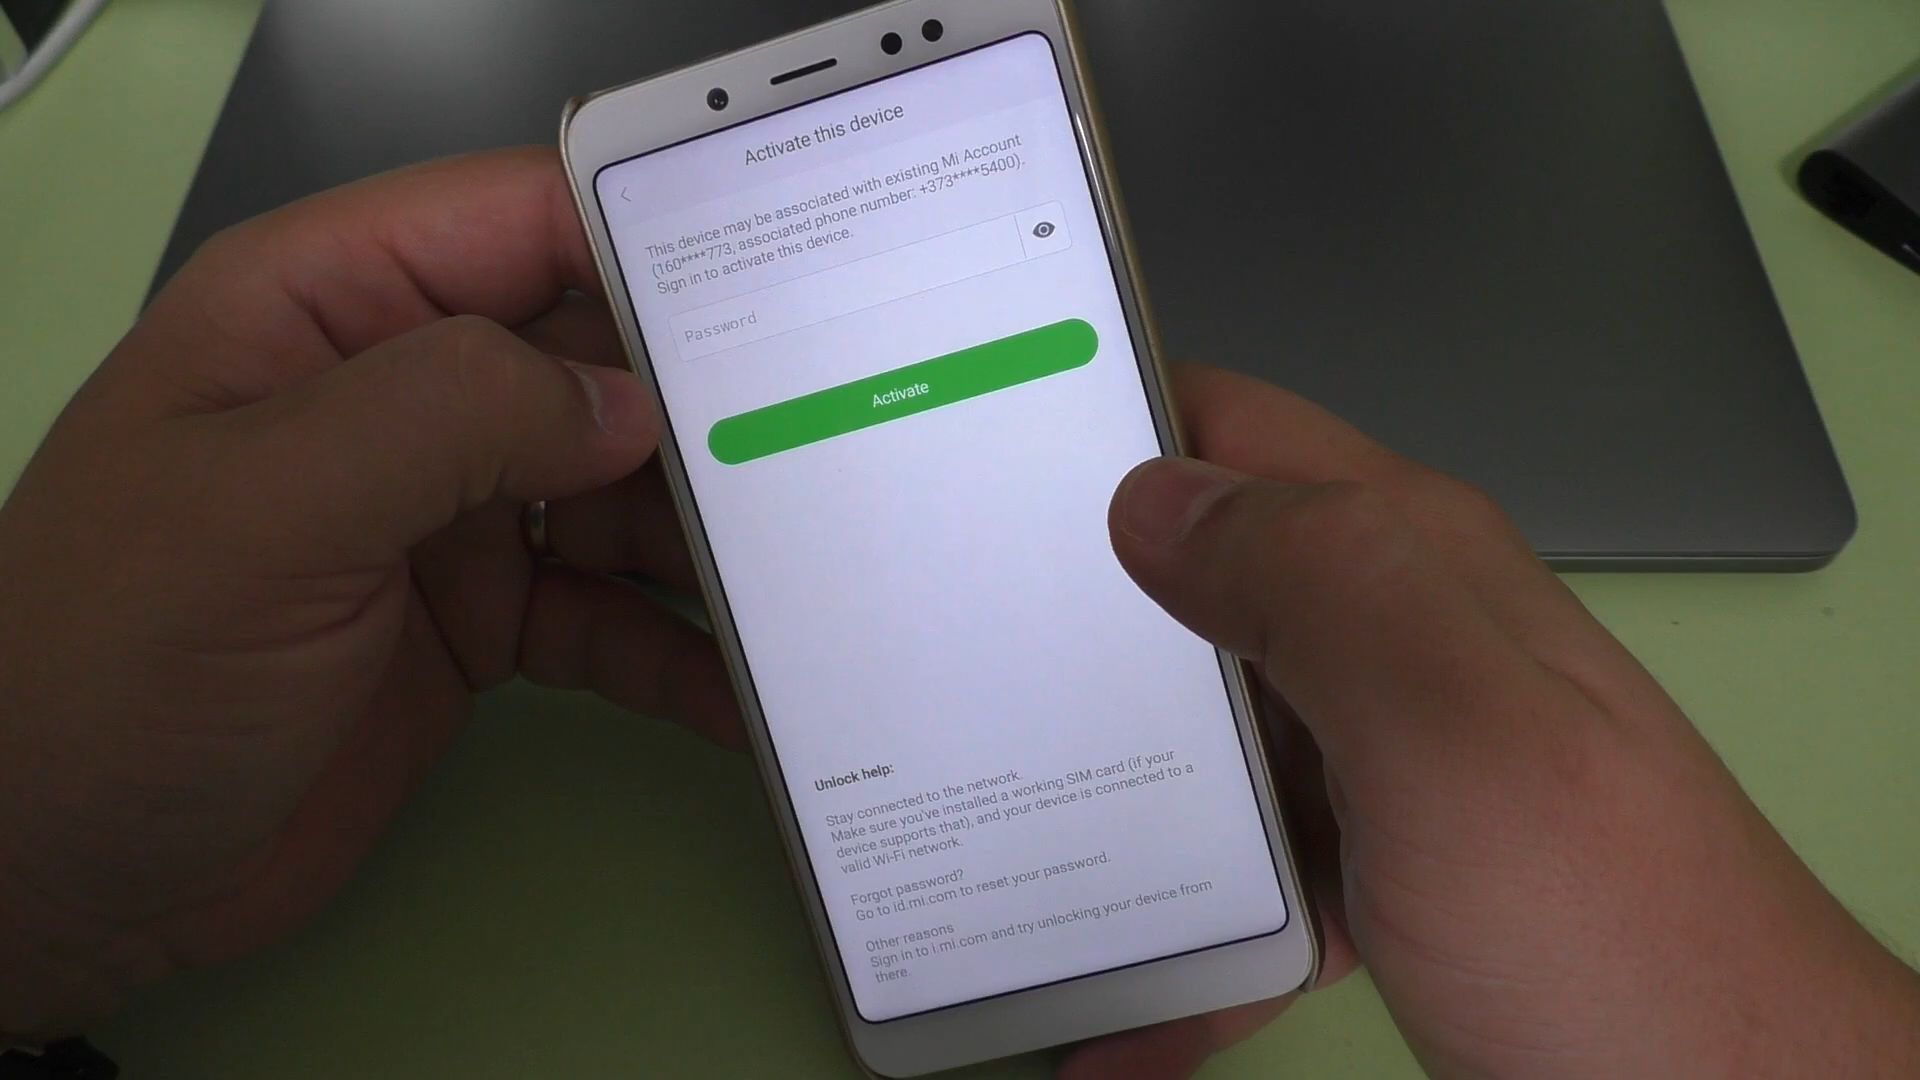 Activate this device
This device may be associated with existing Mi Account
(160****773, associated phone number: +373****5400).
Sign in to activate this device.
Password
Activate
Unlock help:
Stay connected to the network.
Make sure you've installed a working SIM card (if your
device supports that), and your device is connected to a
valid Wi-Fi network.
Forgot password?
Go to id.mi.com to reset your password.
Other reasons
Sign in to i.mi.com and try unlocking your device from
there.